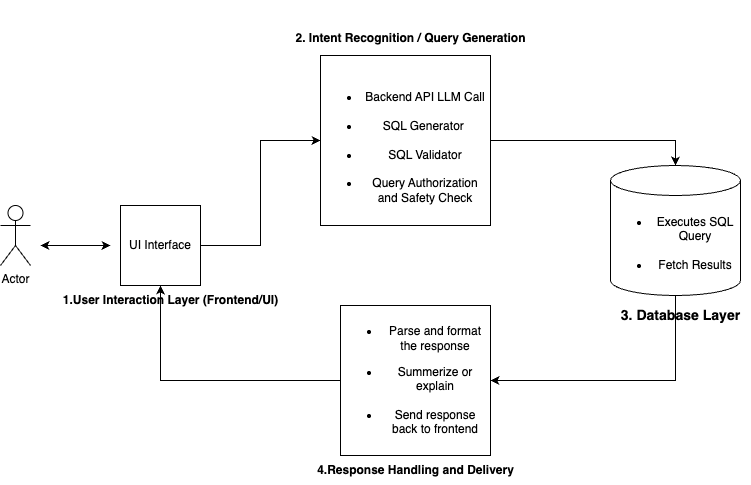 2. Intent Recognition / Query Generation
• Backend API LLM Call
• SQL Generator
• SQL Validator
• Query Authorization
and Safety Check
Actor
UI Interface
1.User Interaction Layer (Frontend/UI)
• Executes SQL
Query
• Fetch Results
3. Database Layer
• Parse and format
the response
• Summerize or
explain
• Send response
back to frontend
4.Response Handling and Delivery